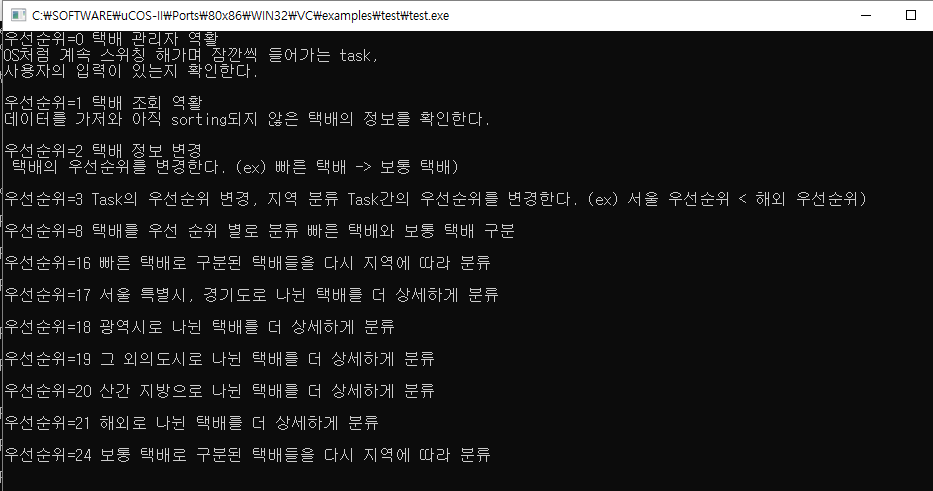 C:₩SOFTWARE₩uCOS-II₩Ports₩80x86₩WIN32₩VC₩examples₩test₩test.exe
우선순위=0 택배 관리자 역활
OS처럼 계속 스위칭 해가며 잠깐씩 들어가는 task,
사용자의 입력이 있는지 확인한다.
우선순위=1 택배 조회 역활
데이터를 가저와 아직 sorting되지 않은 택배의 정보를 확인한다.
우선순위=2 택배 정보 변경
택배의 우선순위를 변경한다. (ex) 빠른 택배 -> 보통 택배)
우선순위=3 Task의 우선순위 변경, 지역 분류 Task간의 우선순위를 변경한다. (ex) 서울 우선순위 < 해외 우선순위)
우선순위=8 택배를 우선 순위 별로 분류 빠른 택배와 보통 택배 구분
우선순위=16 빠른 택배로 구분된 택배들을 다시 지역에 따라 분류
우선순위=17 서울 특별시, 경기도로 나뉜 택배를 더 상세하게 분류
우선순위=18 광역시로 나뉜 택배를 더 상세하게 분류
우선순위=19 그 외의도시로 나뉜 택배를 더 상세하게 분류
우선순위=20 산간 지방으로 나뉜 택배를 더 상세하게 분류
우선순위=21 해외로 나뉜 택배를 더 상세하게 분류
우선순위=24 보통 택배로 구분된 택배들을 다시 지역에 따라 분류